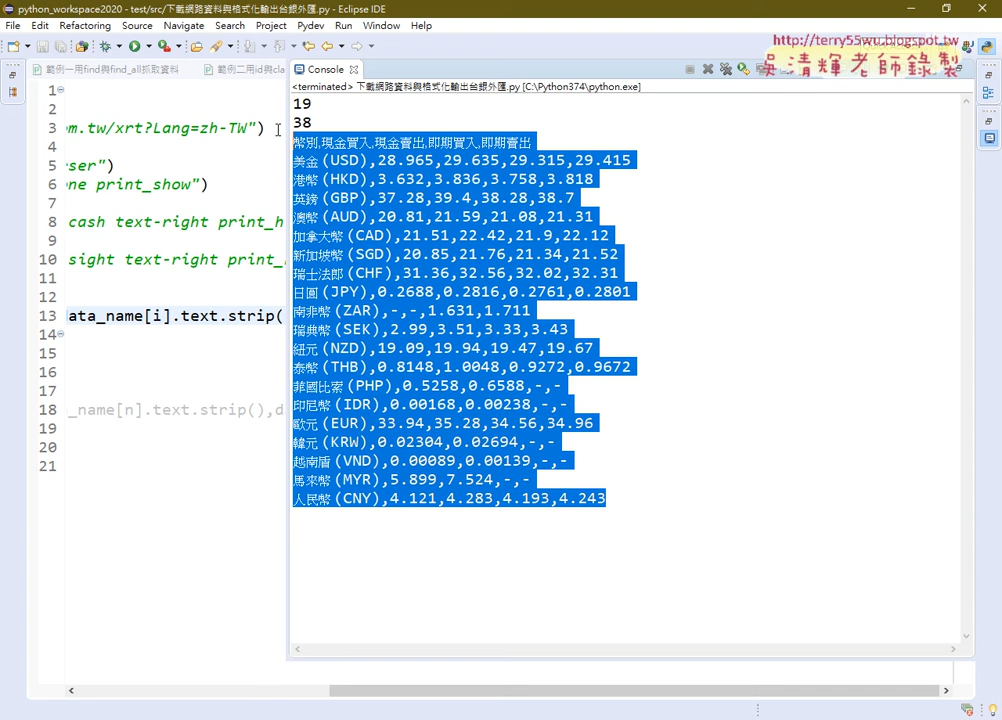 python_workspace2020 - test/src/下載網路資料與格式化輸出台銀外匯.py - Eclipse IDE
File Edit Refactoring Source Navigate Search Project Pydev Run Window Help
http://terry55wu.blogspot.tw
吳清輝老師錄製
範例一用find與find_all抓取資料
範例二用id與cla
Console
<terminated> 下載網路資料與格式化輸出台銀外匯.py [C:\Python374\python.exe]
1
2
3 om.tw/xrt?Lang=zh-TW")
4
5 ser")
6 ne print_show")
7
8 cash text-right print_h
9
10 sight text-right print_
11
12
13 ata_name[i].text.strip(
14
15
16
17
18 _name[n].text.strip(),d
19
20
21
19
38
幣別,現金買入,現金賣出,即期買入,即期賣出
美金 (USD),28.965,29.635,29.315,29.415
港幣 (HKD),3.632,3.836,3.758,3.818
英鎊 (GBP),37.28,39.4,38.28,38.7
澳幣 (AUD),20.81,21.59,21.08,21.31
加拿大幣 (CAD),21.51,22.42,21.9,22.12
新加坡幣 (SGD),20.85,21.76,21.34,21.52
瑞士法郎 (CHF),31.36,32.56,32.02,32.31
日圓 (JPY),0.2688,0.2816,0.2761,0.2801
南非幣 (ZAR),-,-,1.631,1.711
瑞典幣 (SEK),2.99,3.51,3.33,3.43
紐元 (NZD),19.09,19.94,19.47,19.67
泰幣 (THB),0.8148,1.0048,0.9272,0.9672
菲國比索 (PHP),0.5258,0.6588,-,-
印尼幣 (IDR),0.00168,0.00238,-,-
歐元 (EUR),33.94,35.28,34.56,34.96
韓元 (KRW),0.02304,0.02694,-,-
越南盾 (VND),0.00089,0.00139,-,-
馬來幣 (MYR),5.899,7.524,-,-
人民幣 (CNY),4.121,4.283,4.193,4.243